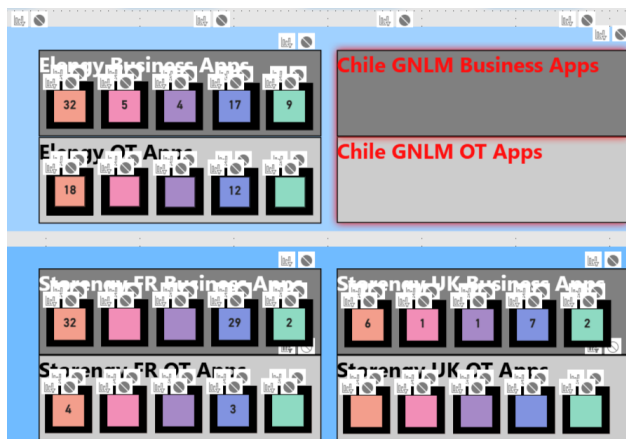 Elengy Business Apps
32 5 4 17 9
Chile GNLM Business Apps
Elengy OT Apps
18 12
Chile GNLM OT Apps
Storengy FR Business Apps
32 29 2
Storengy UK Business Apps
6 1 1 7 2
Storengy FR OT Apps
4 3
Storengy UK OT Apps